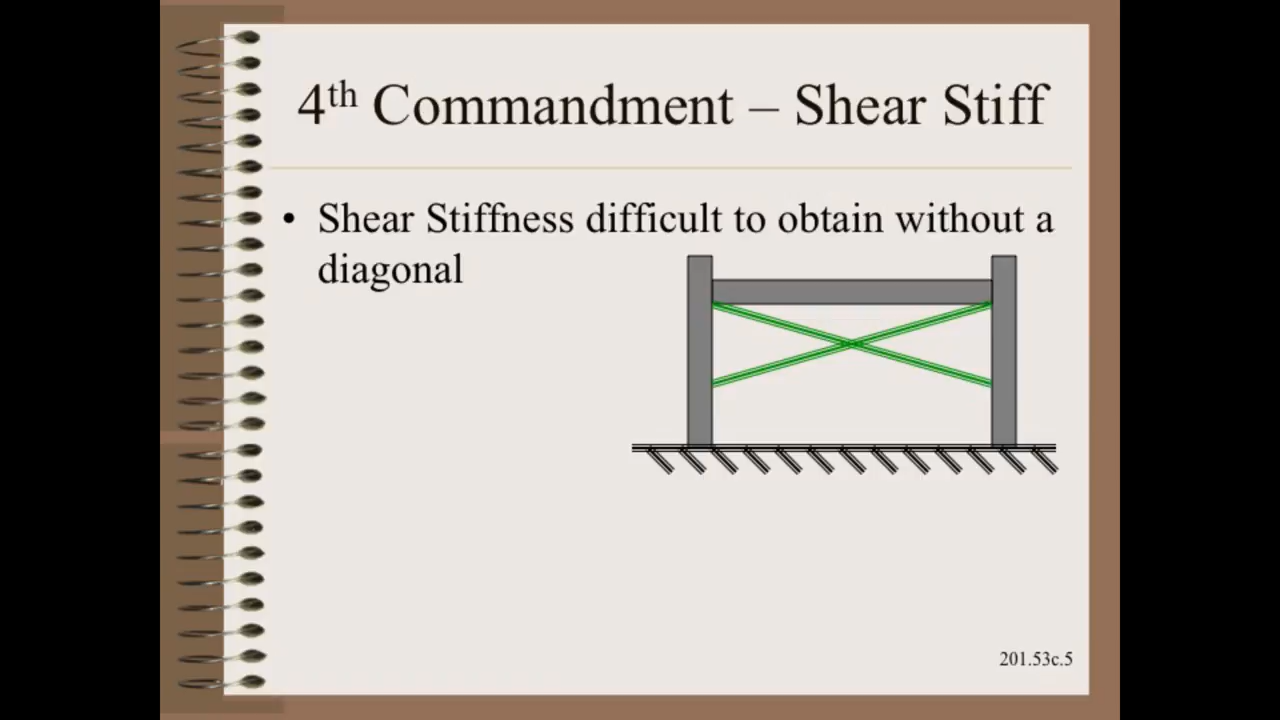 4th Commandment – Shear Stiff
• Shear Stiffness difficult to obtain without a
diagonal
201.53c.5